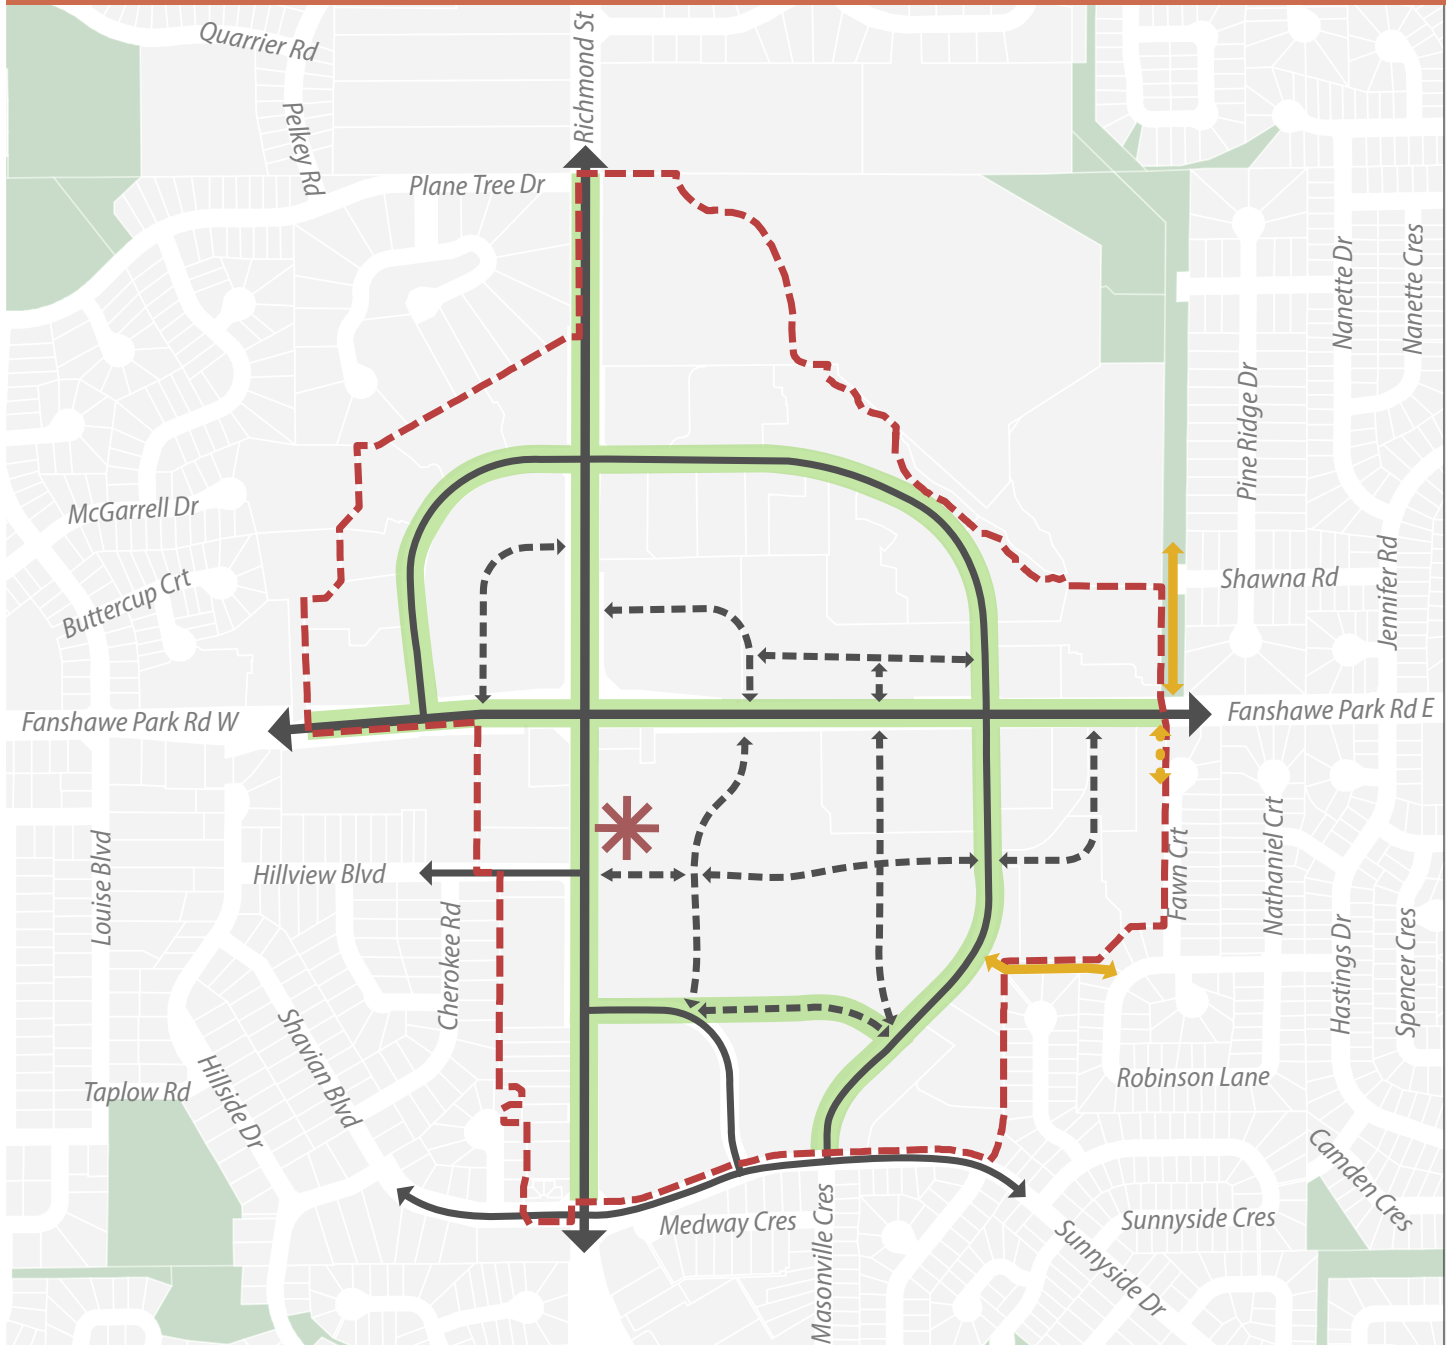 Quarrier Rd
Richmond St
Pelkey Rd
Plane Tree Dr
Nanette Dr
Nanette Cres
Pine Ridge Dr
McGarrell Dr
Buttercup Crt
Shawna Rd
Jennifer Rd
Fanshawe Park Rd W
Fanshawe Park Rd E
Louise Blvd
Hillview Blvd
Cherokee Rd
Fawn Crt
Nathaniel Crt
Hastings Dr
Spencer Cres
Shavian Blvd
Hillside Dr
Taplow Rd
Robinson Lane
Camden Cres
Medway Cres
Masonville Cres
Sunnyside Cres
Sunnyside Dr